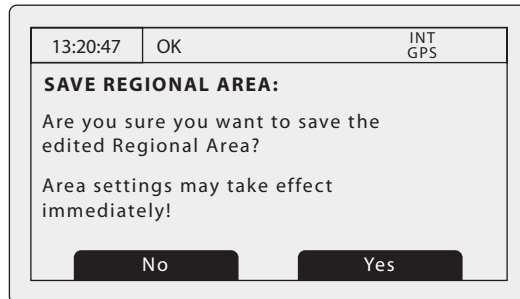 13:20:47 OK INT
GPS
SAVE REGIONAL AREA:
Are you sure you want to save the
edited Regional Area?
Area settings may take effect
immediately!
No Yes